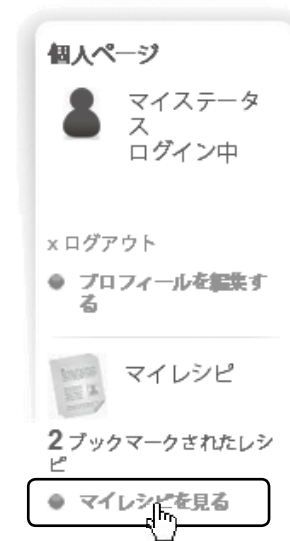 個人ページ
マイステータ
ス
ログイン中
x ログアウト
プロフィールを編集す
る
マイレシピ
2 ブックマークされたレシ
ピ
マイレシピを見る